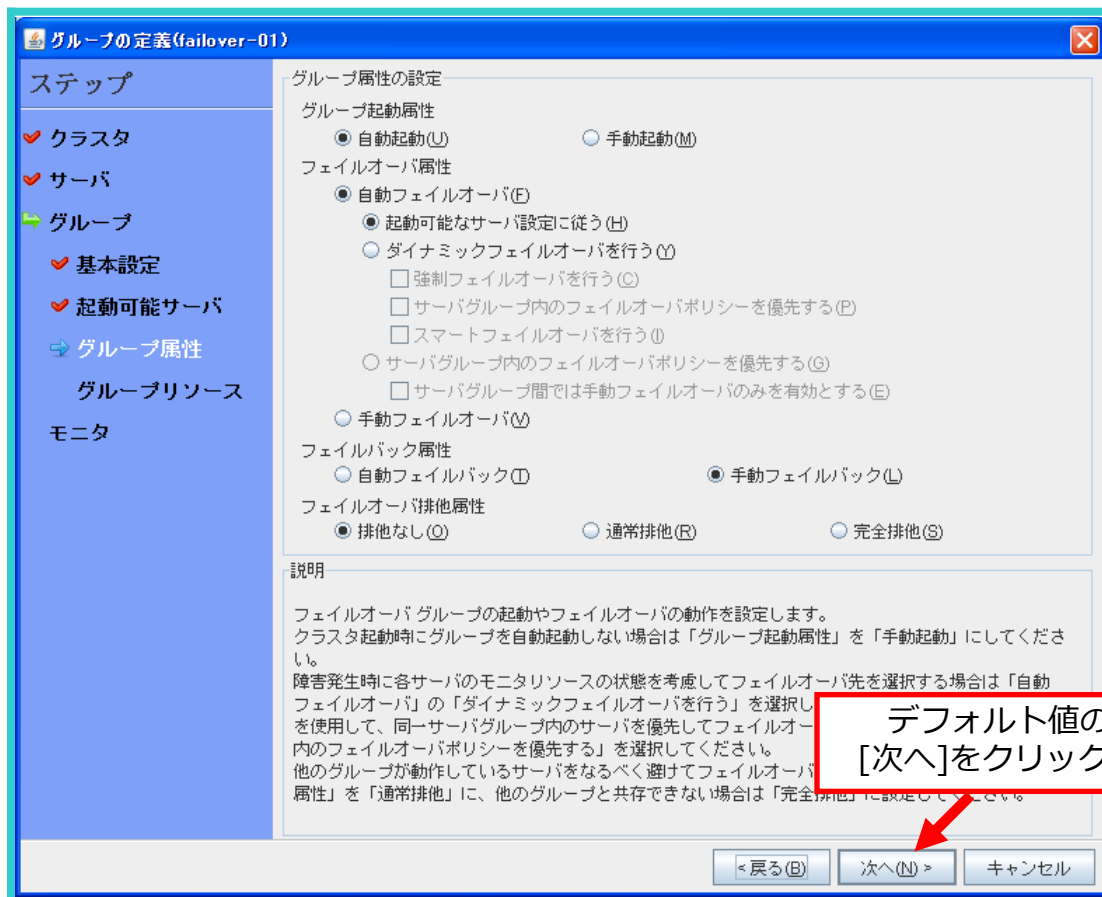 グループの定義(failover-01)
ステップ
クラスタ
サーバ
グループ
基本設定
起動可能サーバ
グループ属性
グループリソース
モニタ
グループ属性の設定
グループ起動属性
自動起動(U) 手動起動(M)
フェイルオーバ属性
自動フェイルオーバ(F)
起動可能なサーバ設定に従う(H)
ダイナミックフェイルオーバを行う(Y)
強制フェイルオーバを行う(C)
サーバグループ内のフェイルオーバポリシーを優先する(P)
スマートフェイルオーバを行う(I)
サーバグループ内のフェイルオーバポリシーを優先する(G)
サーバグループ間では手動フェイルオーバのみを有効とする(E)
手動フェイルオーバ(V)
フェイルバック属性
自動フェイルバック(T) 手動フェイルバック(L)
フェイルオーバ排他属性
排他なし(O) 通常排他(R) 完全排他(S)
説明
フェイルオーバ グループの起動やフェイルオーバの動作を設定します。
クラスタ起動時にグループを自動起動しない場合は「グループ起動属性」を「手動起動」にしてくださ
い。
障害発生時に各サーバのモニタリソースの状態を考慮してフェイルオーバ先を選択する場合は「自動
フェイルオーバ」の「ダイナミックフェイルオーバを行う」を選択し
を使用して、同一サーバグループ内のサーバを優先してフェイルオー
内のフェイルオーバポリシーを優先する」を選択してください。
他のグループが動作しているサーバをなるべく避けてフェイルオーバ
属性」を「通常排他」に、他のグループと共存できない場合は「完全排他」に設定してください。
デフォルト値の
[次へ]をクリック
<戻る(B) 次へ(N)> キャンセル